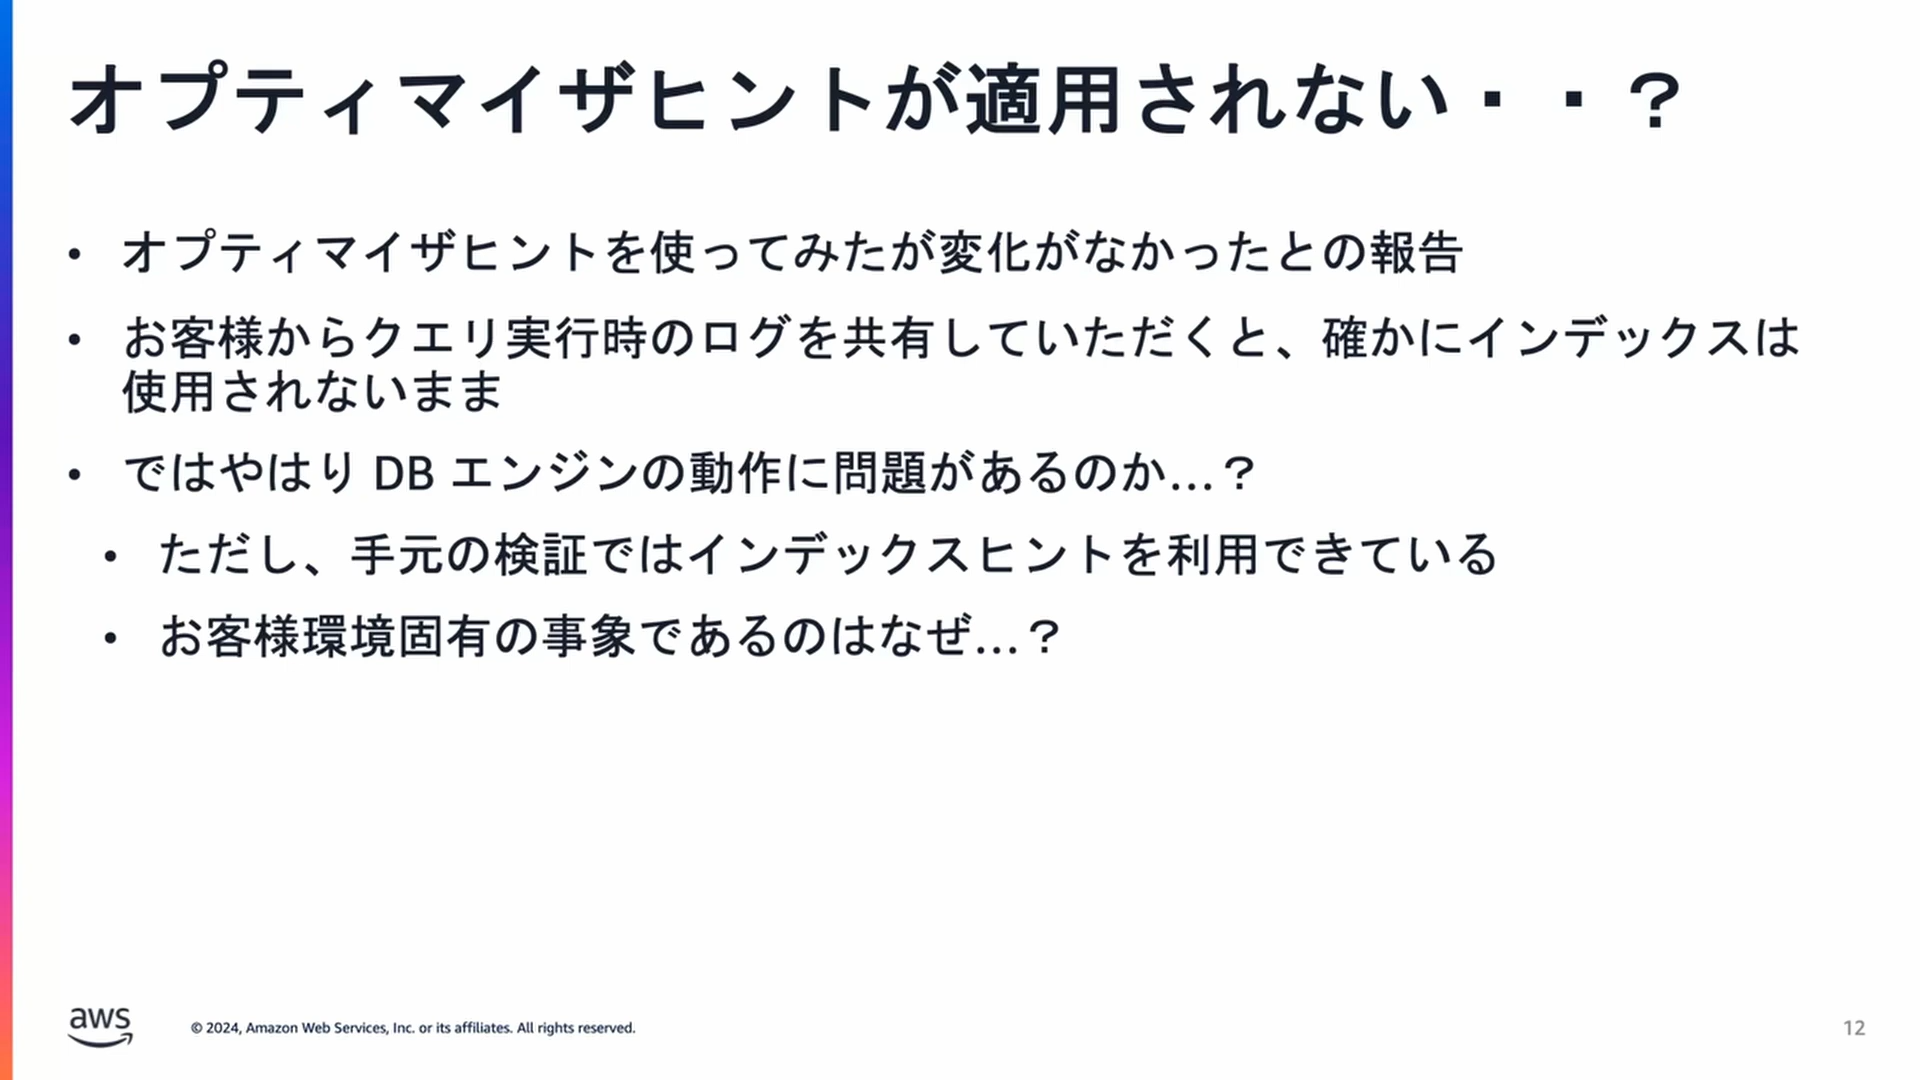 オプティマイザヒントが適用されない・・？
• オプティマイザヒントを使ってみたが変化がなかったとの報告
• お客様からクエリ実行時のログを共有していただくと、確かにインデックスは
使用されないまま
• ではやはり DB エンジンの動作に問題があるのか…？
• ただし、手元の検証ではインデックスヒントを利用できている
• お客様環境固有の事象であるのはなぜ…？
aws
© 2024, Amazon Web Services, Inc. or its affiliates. All rights reserved.
12